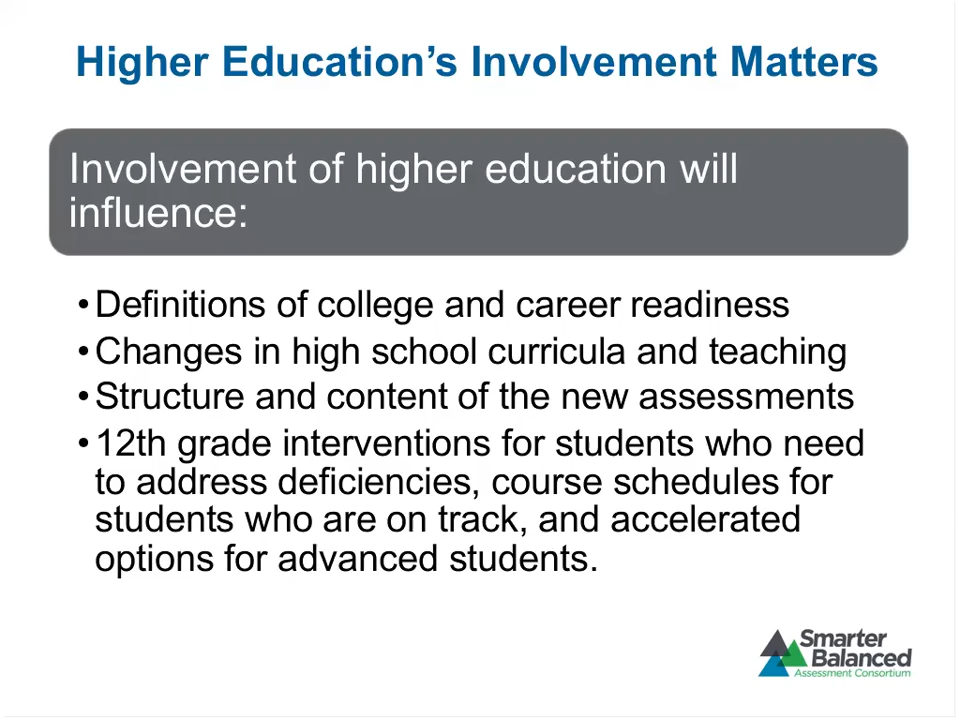 Higher Education’s Involvement Matters
Involvement of higher education will
influence:
• Definitions of college and career readiness
• Changes in high school curricula and teaching
• Structure and content of the new assessments
• 12th grade interventions for students who need
to address deficiencies, course schedules for
students who are on track, and accelerated
options for advanced students.
Smarter
Balanced
Assessment Consortium